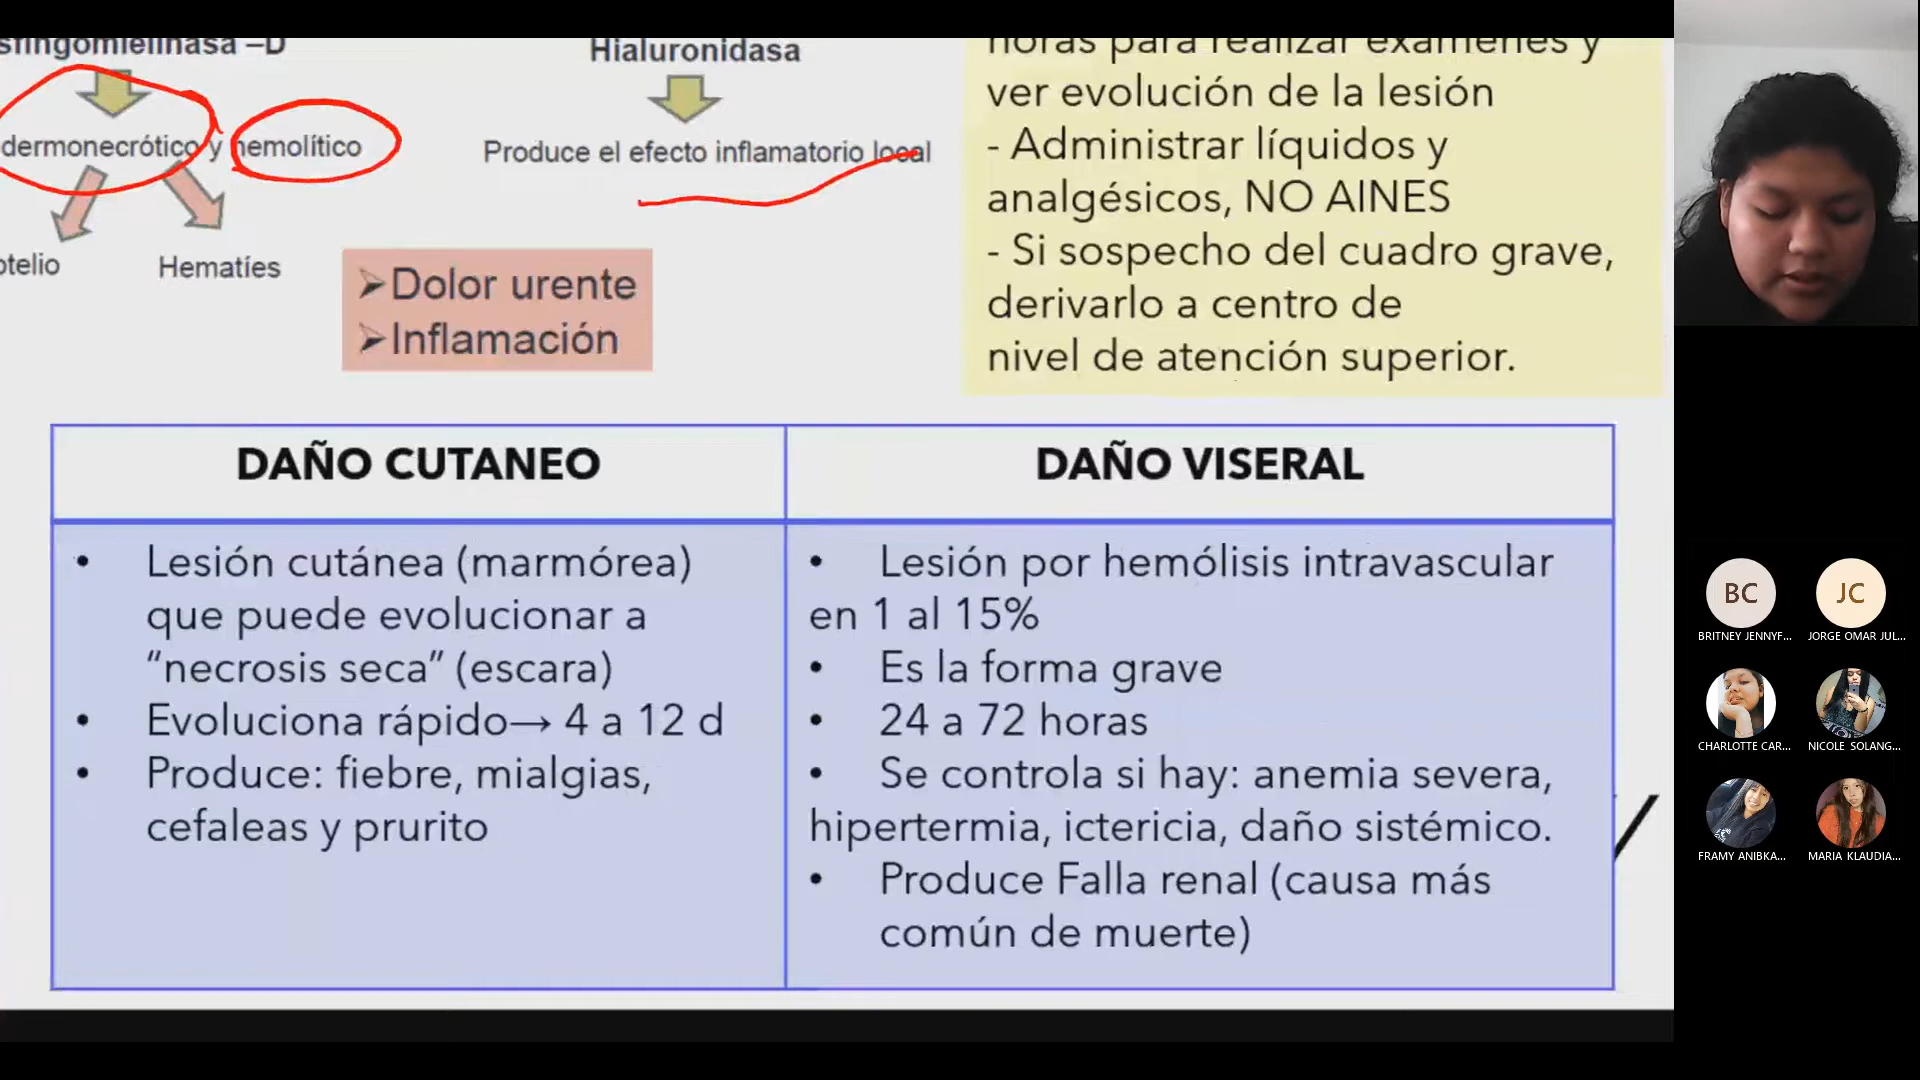 esfingomielinasa –D
dermonecrótico y hemolítico
Hematíes
Hialuronidasa
Produce el efecto inflamatorio local
➢Dolor urente
➢Inflamación
horas para realizar exámenes y
ver evolución de la lesión
- Administrar líquidos y
analgésicos, NO AINES
- Si sospecho del cuadro grave,
derivarlo a centro de
nivel de atención superior.
DAÑO CUTANEO
• Lesión cutánea (marmórea)
que puede evolucionar a
“necrosis seca” (escara)
• Evoluciona rápido→ 4 a 12 d
• Produce: fiebre, mialgias,
cefaleas y prurito
DAÑO VISERAL
• Lesión por hemólisis intravascular
en 1 al 15%
• Es la forma grave
• 24 a 72 horas
• Se controla si hay: anemia severa,
hipertermia, ictericia, daño sistémico.
• Produce Falla renal (causa más
común de muerte)
BC
BRITNEY JENNYF...
JC
JORGE OMAR JUL...
CHARLOTTE CAR...
NICOLE SOLANG...
FRAMY ANIBKA...
MARIA KLAUDIA...